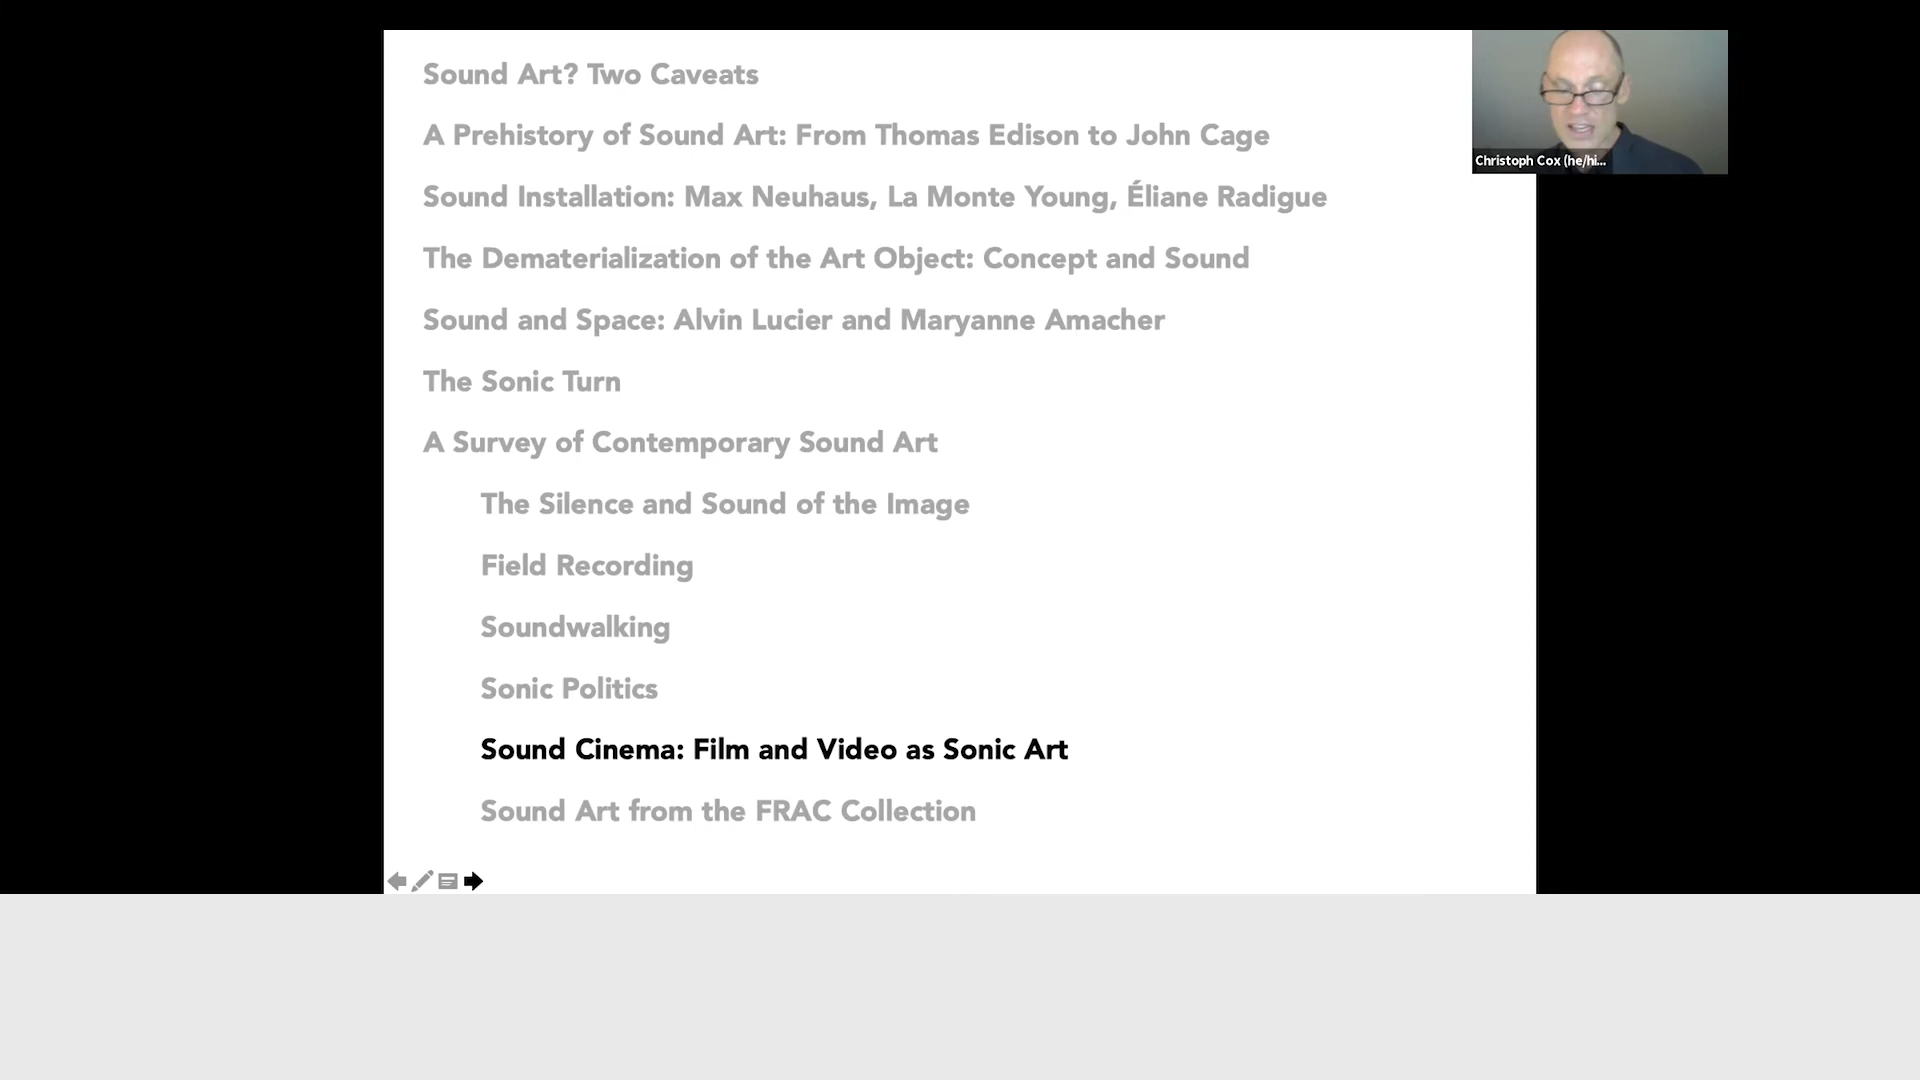 Sound Art? Two Caveats
A Prehistory of Sound Art: From Thomas Edison to John Cage
Sound Installation: Max Neuhaus, La Monte Young, Éliane Radigue
The Dematerialization of the Art Object: Concept and Sound
Sound and Space: Alvin Lucier and Maryanne Amacher
The Sonic Turn
A Survey of Contemporary Sound Art
The Silence and Sound of the Image
Field Recording
Soundwalking
Sonic Politics
Sound Cinema: Film and Video as Sonic Art
Sound Art from the FRAC Collection
Christoph Cox (he/hi...